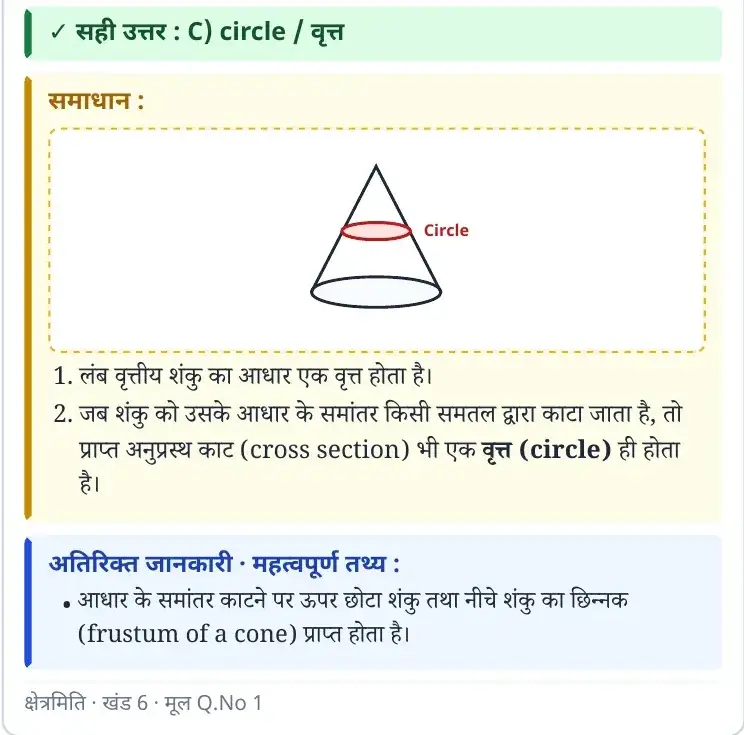 ✓ सही उत्तर : C) circle / वृत्त
समाधान :
Circle
1. लंब वृत्तीय शंकु का आधार एक वृत्त होता है।
2. जब शंकु को उसके आधार के समांतर किसी समतल द्वारा काटा जाता है, तो
प्राप्त अनुप्रस्थ काट (cross section) भी एक वृत्त (circle) ही होता
है।
अतिरिक्त जानकारी · महत्वपूर्ण तथ्य :
• आधार के समांतर काटने पर ऊपर छोटा शंकु तथा नीचे शंकु का छिन्नक
(frustum of a cone) प्राप्त होता है।
क्षेत्रमिति · खंड 6 · मूल Q.No 1